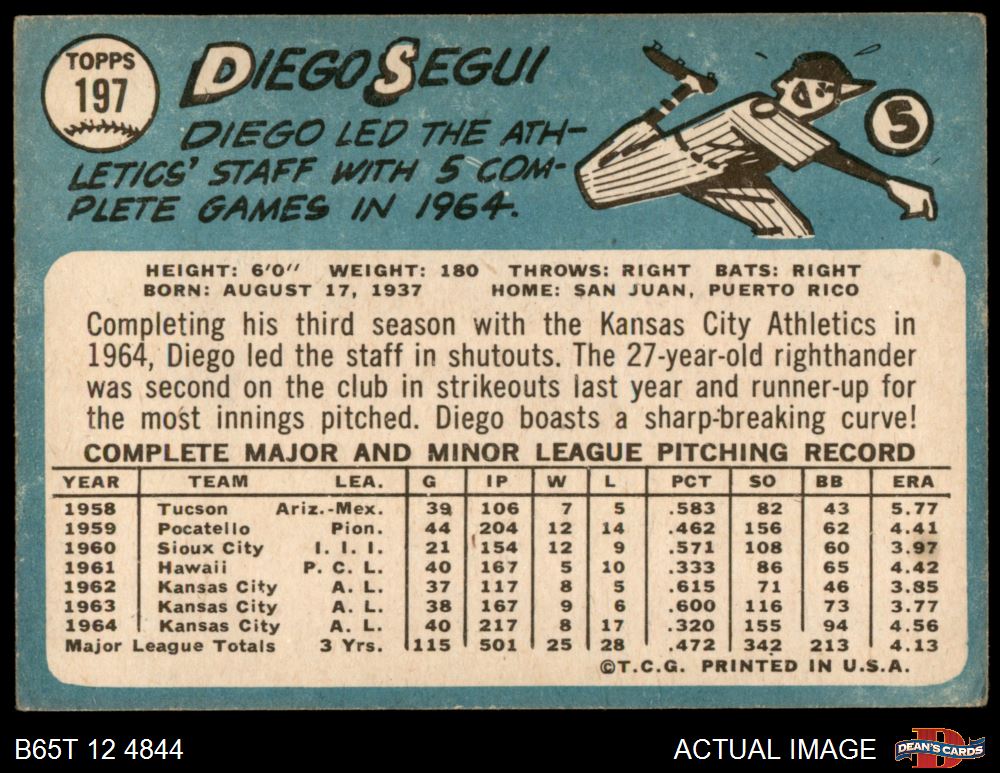 TOPPS
197
DIEGO SEGUI
DIEGO LED THE ATH-
LETICS' STAFF WITH 5 COM-
PLETE GAMES IN 1964.
5
HEIGHT: 6'0" WEIGHT: 180 THROWS: RIGHT BATS: RIGHT
BORN: AUGUST 17, 1937 HOME: SAN JUAN, PUERTO RICO
Completing his third season with the Kansas City Athletics in
1964, Diego led the staff in shutouts. The 27-year-old righthander
was second on the club in strikeouts last year and runner-up for
the most innings pitched. Diego boasts a sharp-breaking curve!
COMPLETE MAJOR AND MINOR LEAGUE PITCHING RECORD
YEAR TEAM LEA. G IP W L PCT SO BB ERA
1958 Tucson Ariz.-Mex. 39 106 7 5 .583 82 43 5.77
1959 Pocatello Pion. 44 204 12 14 .462 156 62 4.41
1960 Sioux City I. I. I. 21 154 12 9 .571 108 60 3.97
1961 Hawaii P. C. L. 40 167 5 10 .333 86 65 4.42
1962 Kansas City A. L. 37 117 8 5 .615 71 46 3.85
1963 Kansas City A. L. 38 167 9 6 .600 116 73 3.77
1964 Kansas City A. L. 40 217 8 17 .320 155 94 4.56
Major League Totals 3 Yrs. 115 501 25 28 .472 342 213 4.13
©T.C.G. PRINTED IN U.S.A.
B65T 12 4844 ACTUAL IMAGE
D
DEAN'S CARDS